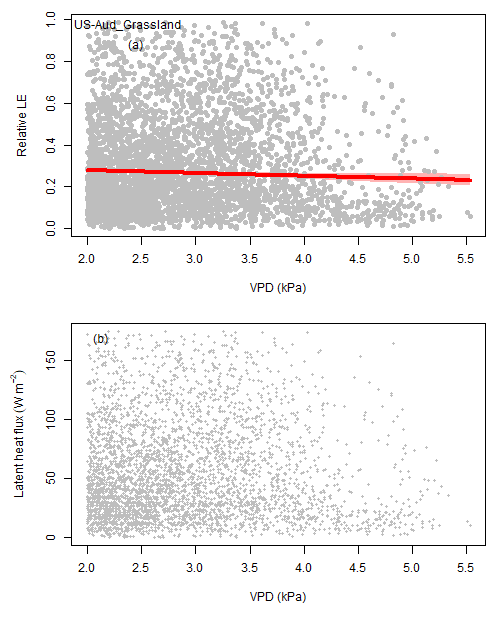 US-Aud_Grassland
(a)
1.0
0.8
0.6
0.4
0.2
0.0
Relative LE
2.0 2.5 3.0 3.5 4.0 4.5 5.0 5.5
VPD (kPa)
(b)
150
100
50
0
Latent heat flux (W m⁻²)
2.0 2.5 3.0 3.5 4.0 4.5 5.0 5.5
VPD (kPa)